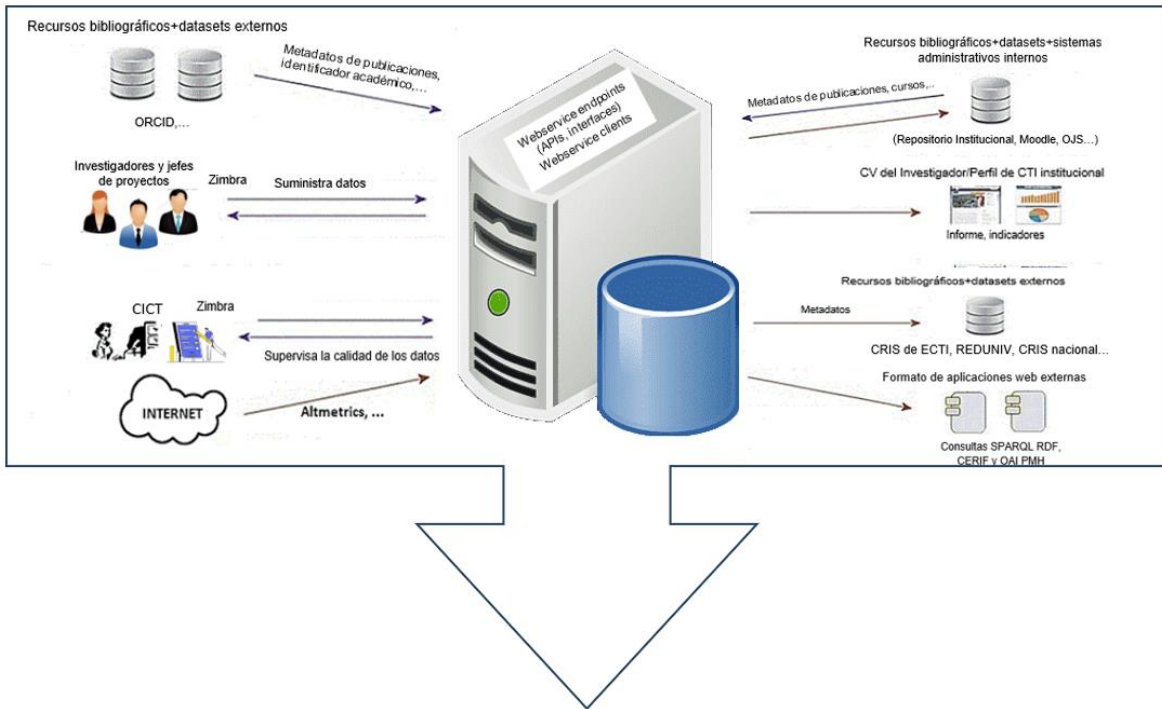 Recursos bibliográficos+datasets externos
Metadatos de publicaciones,
identificador académico,...
ORCID,...
Investigadores y jefes
de proyectos
Zimbra
Suministra datos
CICT
Zimbra
Supervisa la calidad de los datos
INTERNET
Altmetrics, ...
Webservice endpoints
(APIs, interfaces)
Webservice clients
Recursos bibliográficos+datasets+sistemas
administrativos internos
Metadatos de publicaciones, cursos,..
(Repositorio Institucional, Moodle, OJS...)
CV del Investigador/Perfil de CTI institucional
Informe, indicadores
Recursos bibliográficos+datasets externos
Metadatos
CRIS de ECTI, REDUNIV, CRIS nacional...
Formato de aplicaciones web externas
Consultas SPARQL RDF,
CERIF y OAI PMH